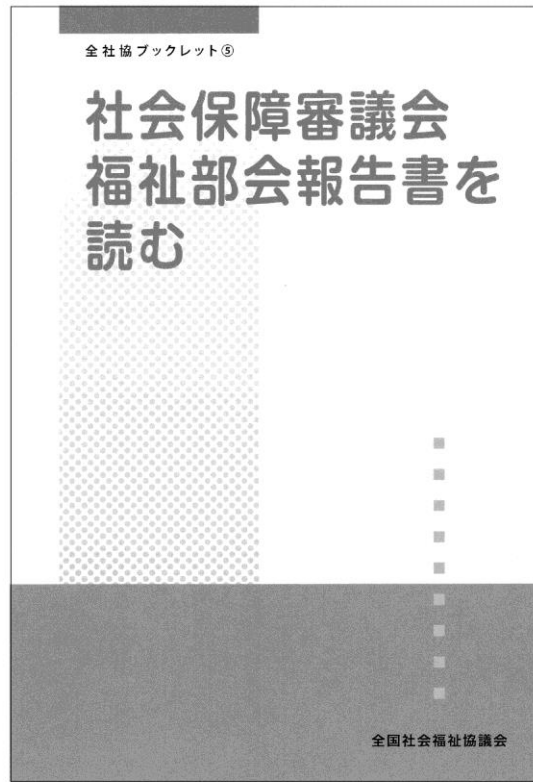 全社協ブックレット⑤
社会保障審議会
福祉部会報告書を
読む
全国社会福祉協議会